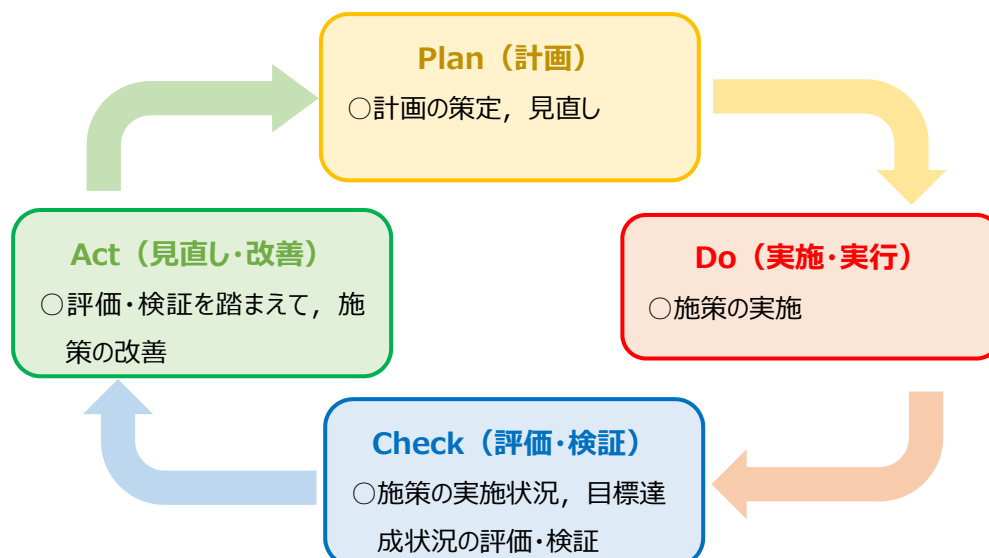 Plan（計画）
○計画の策定，見直し
Do（実施・実行）
○施策の実施
Check（評価・検証）
○施策の実施状況，目標達
成状況の評価・検証
Act（見直し・改善）
○評価・検証を踏まえて，施
策の改善